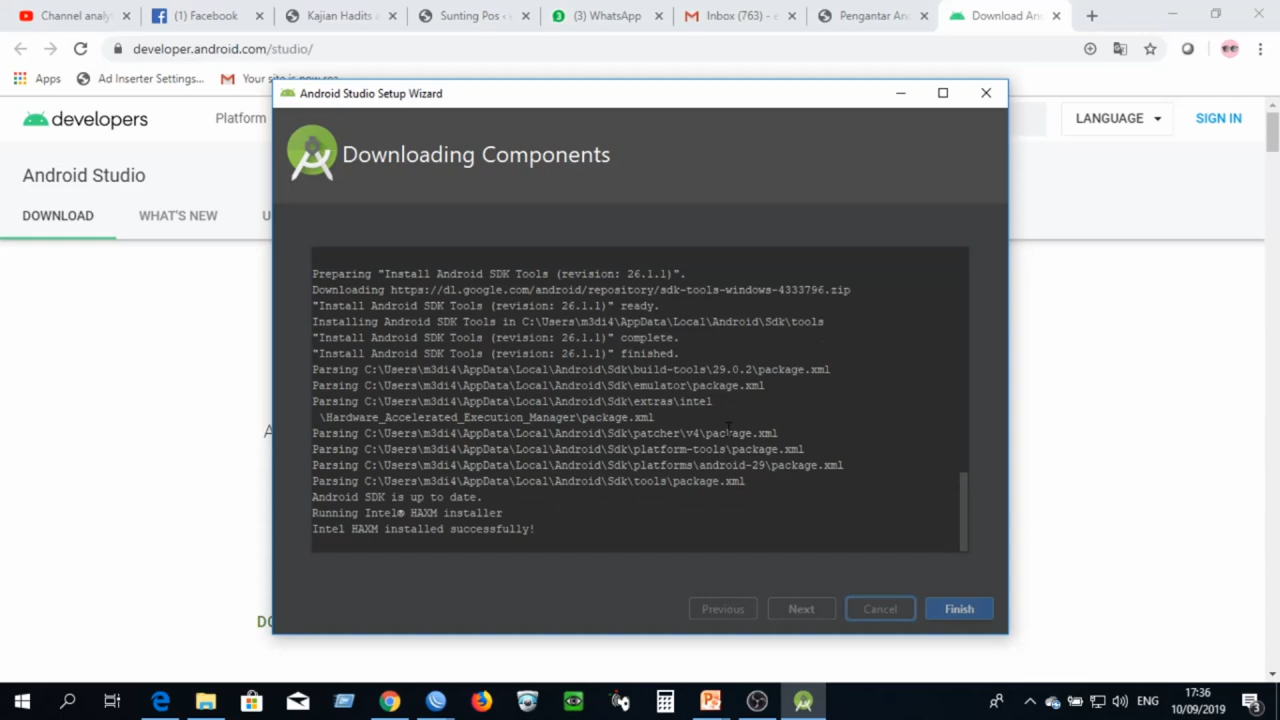 Channel analy
(1) Facebook
Kajian Hadits a
Sunting Pos ‹
(3) WhatsApp
Inbox (763) - e
Pengantar And
Download And
developer.android.com/studio/
Apps
Ad Inserter Settings...
Your site is now rea
developers
Platform
LANGUAGE
SIGN IN
Android Studio
DOWNLOAD
WHAT'S NEW
U
Android Studio Setup Wizard
Downloading Components
Preparing "Install Android SDK Tools (revision: 26.1.1)".
Downloading https://dl.google.com/android/repository/sdk-tools-windows-4333796.zip
"Install Android SDK Tools (revision: 26.1.1)" ready.
Installing Android SDK Tools in C:\Users\m3di4\AppData\Local\Android\Sdk\tools
"Install Android SDK Tools (revision: 26.1.1)" complete.
"Install Android SDK Tools (revision: 26.1.1)" finished.
Parsing C:\Users\m3di4\AppData\Local\Android\Sdk\build-tools\29.0.2\package.xml
Parsing C:\Users\m3di4\AppData\Local\Android\Sdk\emulator\package.xml
Parsing C:\Users\m3di4\AppData\Local\Android\Sdk\extras\intel
\Hardware_Accelerated_Execution_Manager\package.xml
Parsing C:\Users\m3di4\AppData\Local\Android\Sdk\patcher\v4\package.xml
Parsing C:\Users\m3di4\AppData\Local\Android\Sdk\platform-tools\package.xml
Parsing C:\Users\m3di4\AppData\Local\Android\Sdk\platforms\android-29\package.xml
Parsing C:\Users\m3di4\AppData\Local\Android\Sdk\tools\package.xml
Android SDK is up to date.
Running Intel® HAXM installer
Intel HAXM installed successfully!
A
DO
Previous
Next
Cancel
Finish
ENG
17:36
10/09/2019
3